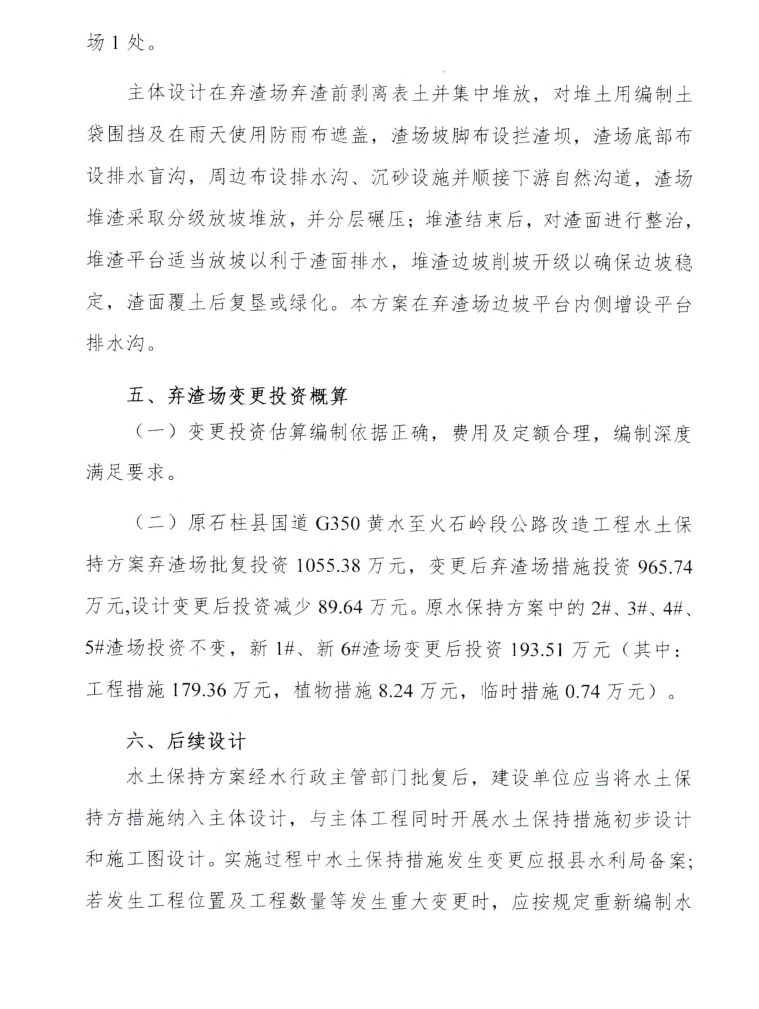 场 1 处。
主体设计在弃渣场弃渣前剥离表土并集中堆放，对堆土用编制土
袋围挡及在雨天使用防雨布遮盖，渣场坡脚布设拦渣坝，渣场底部布
设排水盲沟，周边布设排水沟、沉砂设施并顺接下游自然沟道，渣场
堆渣采取分级放坡堆放，并分层碾压；堆渣结束后，对渣面进行整治，
堆渣平台适当放坡以利于渣面排水，堆渣边坡削坡开级以确保边坡稳
定，渣面覆土后复垦或绿化。本方案在弃渣场边坡平台内侧增设平台
排水沟。
五、弃渣场变更投资概算
（一）变更投资估算编制依据正确，费用及定额合理，编制深度
满足要求。
（二）原石柱县国道 G350 黄水至火石岭段公路改造工程水土保
持方案弃渣场批复投资 1055.38 万元，变更后弃渣场措施投资 965.74
万元,设计变更后投资减少 89.64 万元。原水保持方案中的 2#、3#、4#、
5#渣场投资不变，新 1#、新 6#渣场变更后投资 193.51 万元（其中：
工程措施 179.36 万元，植物措施 8.24 万元，临时措施 0.74 万元）。
六、后续设计
水土保持方案经水行政主管部门批复后，建设单位应当将水土保
持方措施纳入主体设计，与主体工程同时开展水土保持措施初步设计
和施工图设计。实施过程中水土保持措施发生变更应报县水利局备案;
若发生工程位置及工程数量等发生重大变更时，应按规定重新编制水